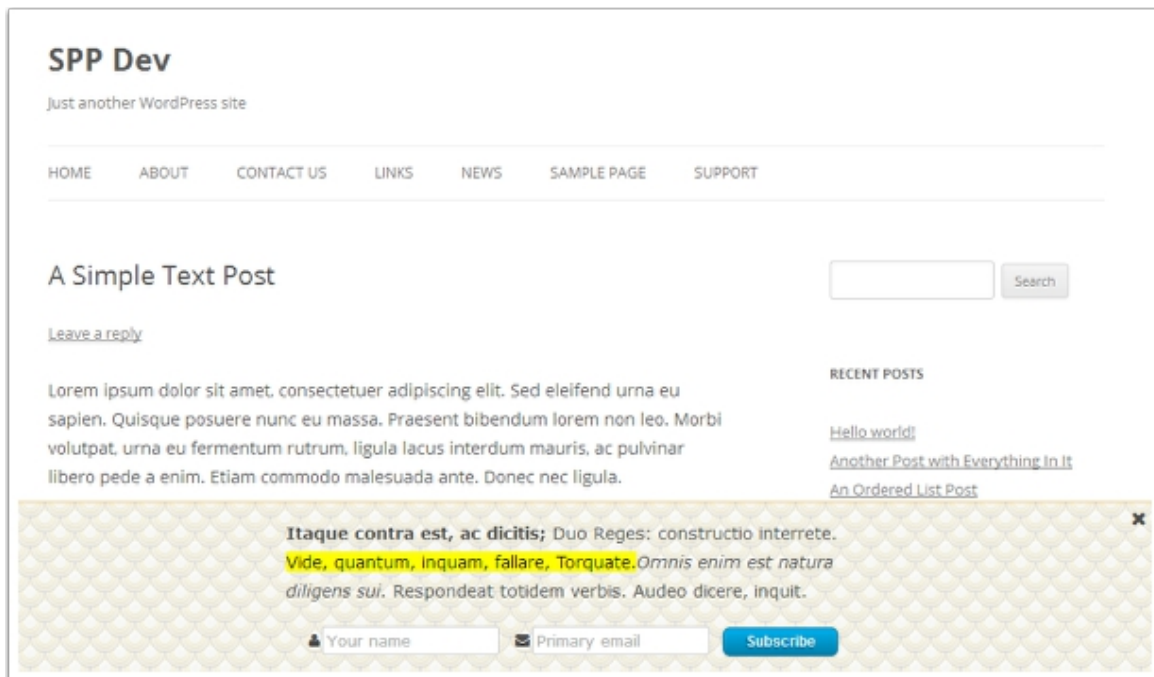 SPP Dev
Just another WordPress site
HOME ABOUT CONTACT US LINKS NEWS SAMPLE PAGE SUPPORT
A Simple Text Post
Leave a reply
Lorem ipsum dolor sit amet, consectetuer adipiscing elit. Sed eleifend urna eu
sapien. Quisque posuere nunc eu massa. Praesent bibendum lorem non leo. Morbi
volutpat, urna eu fermentum rutrum, ligula lacus interdum mauris, ac pulvinar
libero pede a enim. Etiam commodo malesuada ante. Donec nec ligula.
Search
RECENT POSTS
Hello world!
Another Post with Everything In It
An Ordered List Post
Itaque contra est, ac dicitis; Duo Reges: constructio interrete.
Vide, quantum, inquam, fallare, Torquate.Omnis enim est natura
diligens sui. Respondeat totidem verbis. Audeo dicere, inquit.
Your name Primary email Subscribe